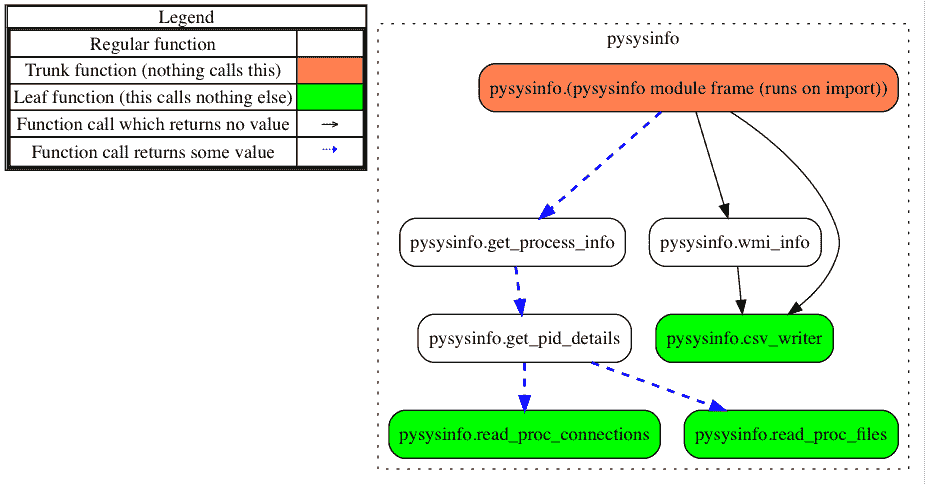 Legend
Regular function
Trunk function (nothing calls this)
Leaf function (this calls nothing else)
Function call which returns no value
Function call returns some value
pysysinfo
pysysinfo.(pysysinfo module frame (runs on import))
pysysinfo.get_process_info
pysysinfo.wmi_info
pysysinfo.get_pid_details
pysysinfo.csv_writer
pysysinfo.read_proc_connections
pysysinfo.read_proc_files